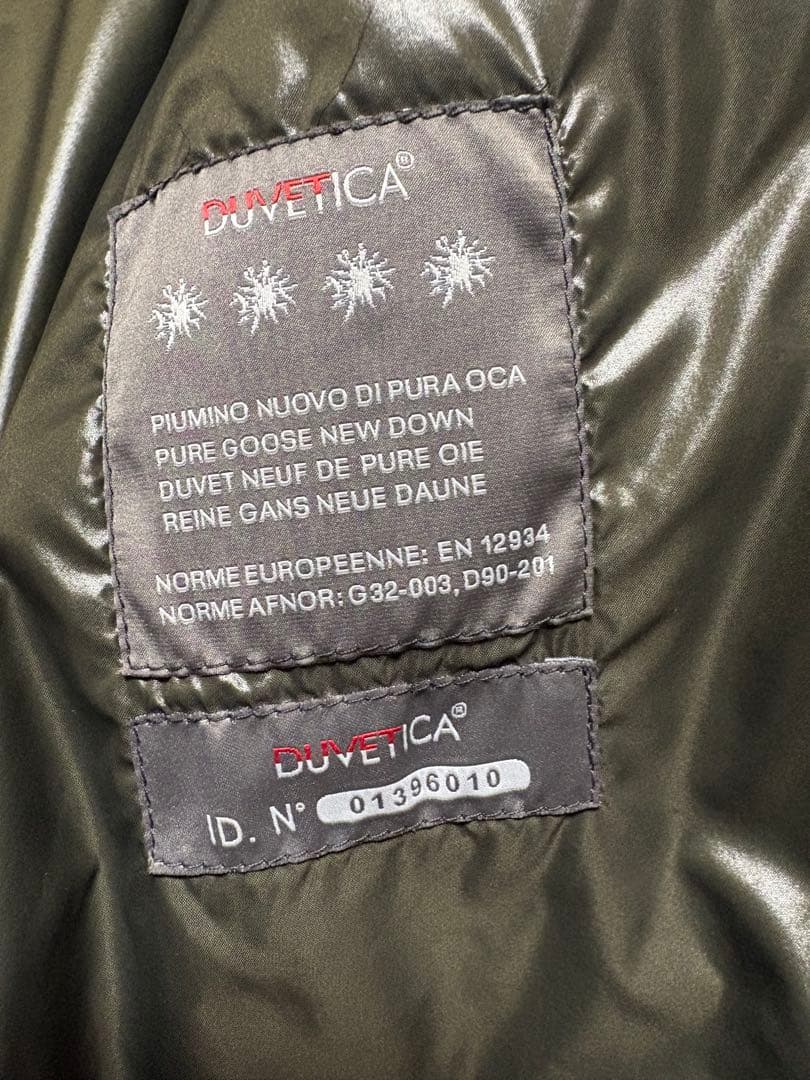 DUVETICA®
PIUMINO NUOVO DI PURA OCA
PURE GOOSE NEW DOWN
DUVET NEUF DE PURE OIE
REINE GANS NEUE DAUNE
NORME EUROPEENNE: EN 12934
NORME AFNOR: G32-003, D90-201
DUVETICA®
ID. N° 01396010